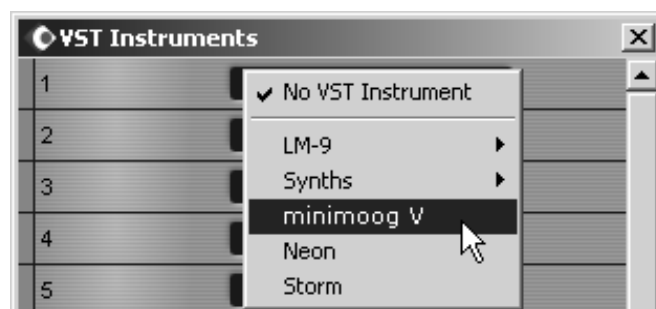 VST Instruments
1
No VST Instrument
2
LM-9
3
Synths
minimoog V
4
Neon
5
Storm